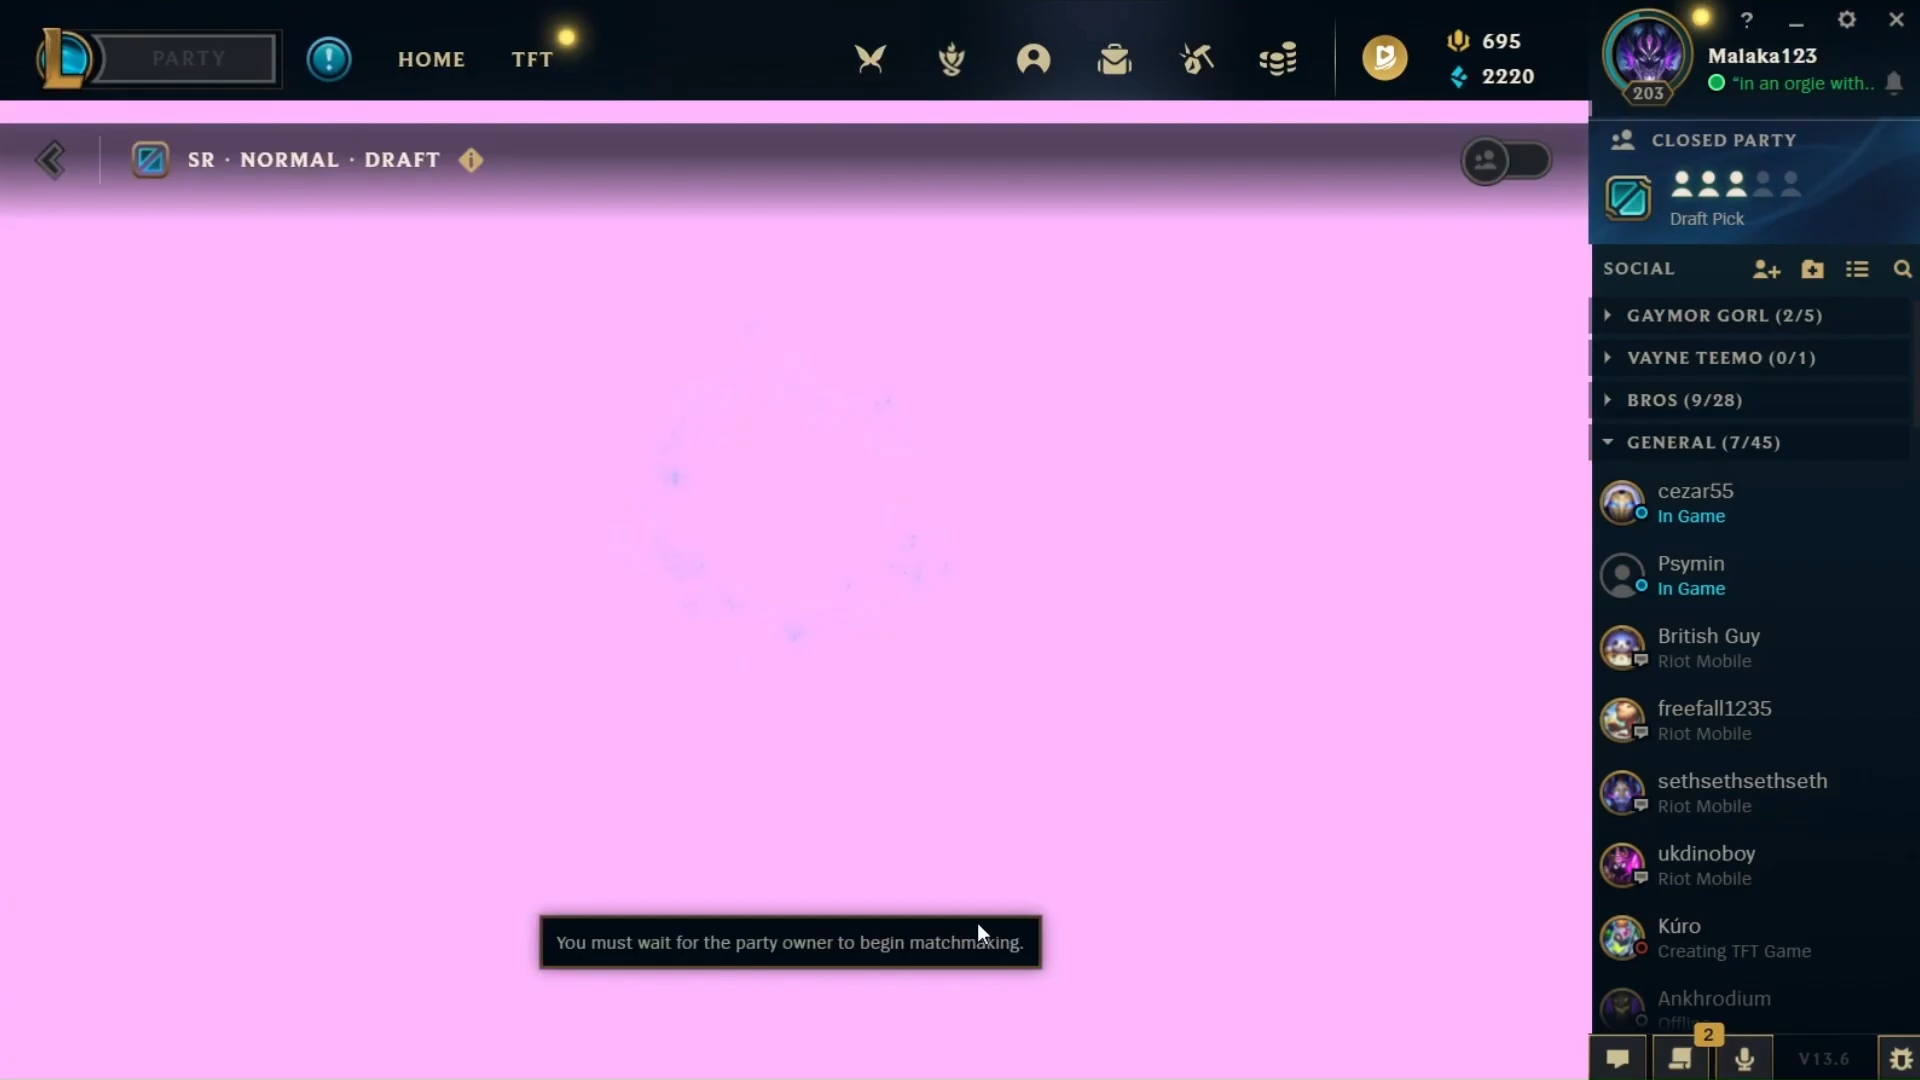 PARTY
HOME
TFT
695
2220
?
203
Malaka123
"in an orgie with..
SR · NORMAL · DRAFT
CLOSED PARTY
Draft Pick
SOCIAL
GAYMOR GORL (2/5)
VAYNE TEEMO (0/1)
BROS (9/28)
GENERAL (7/45)
cezar55
In Game
Psymin
In Game
British Guy
Riot Mobile
freefall1235
Riot Mobile
sethsethsethseth
Riot Mobile
ukdinoboy
Riot Mobile
Kúro
Creating TFT Game
Ankhrodium
Offline
You must wait for the party owner to begin matchmaking.
2
V13.6